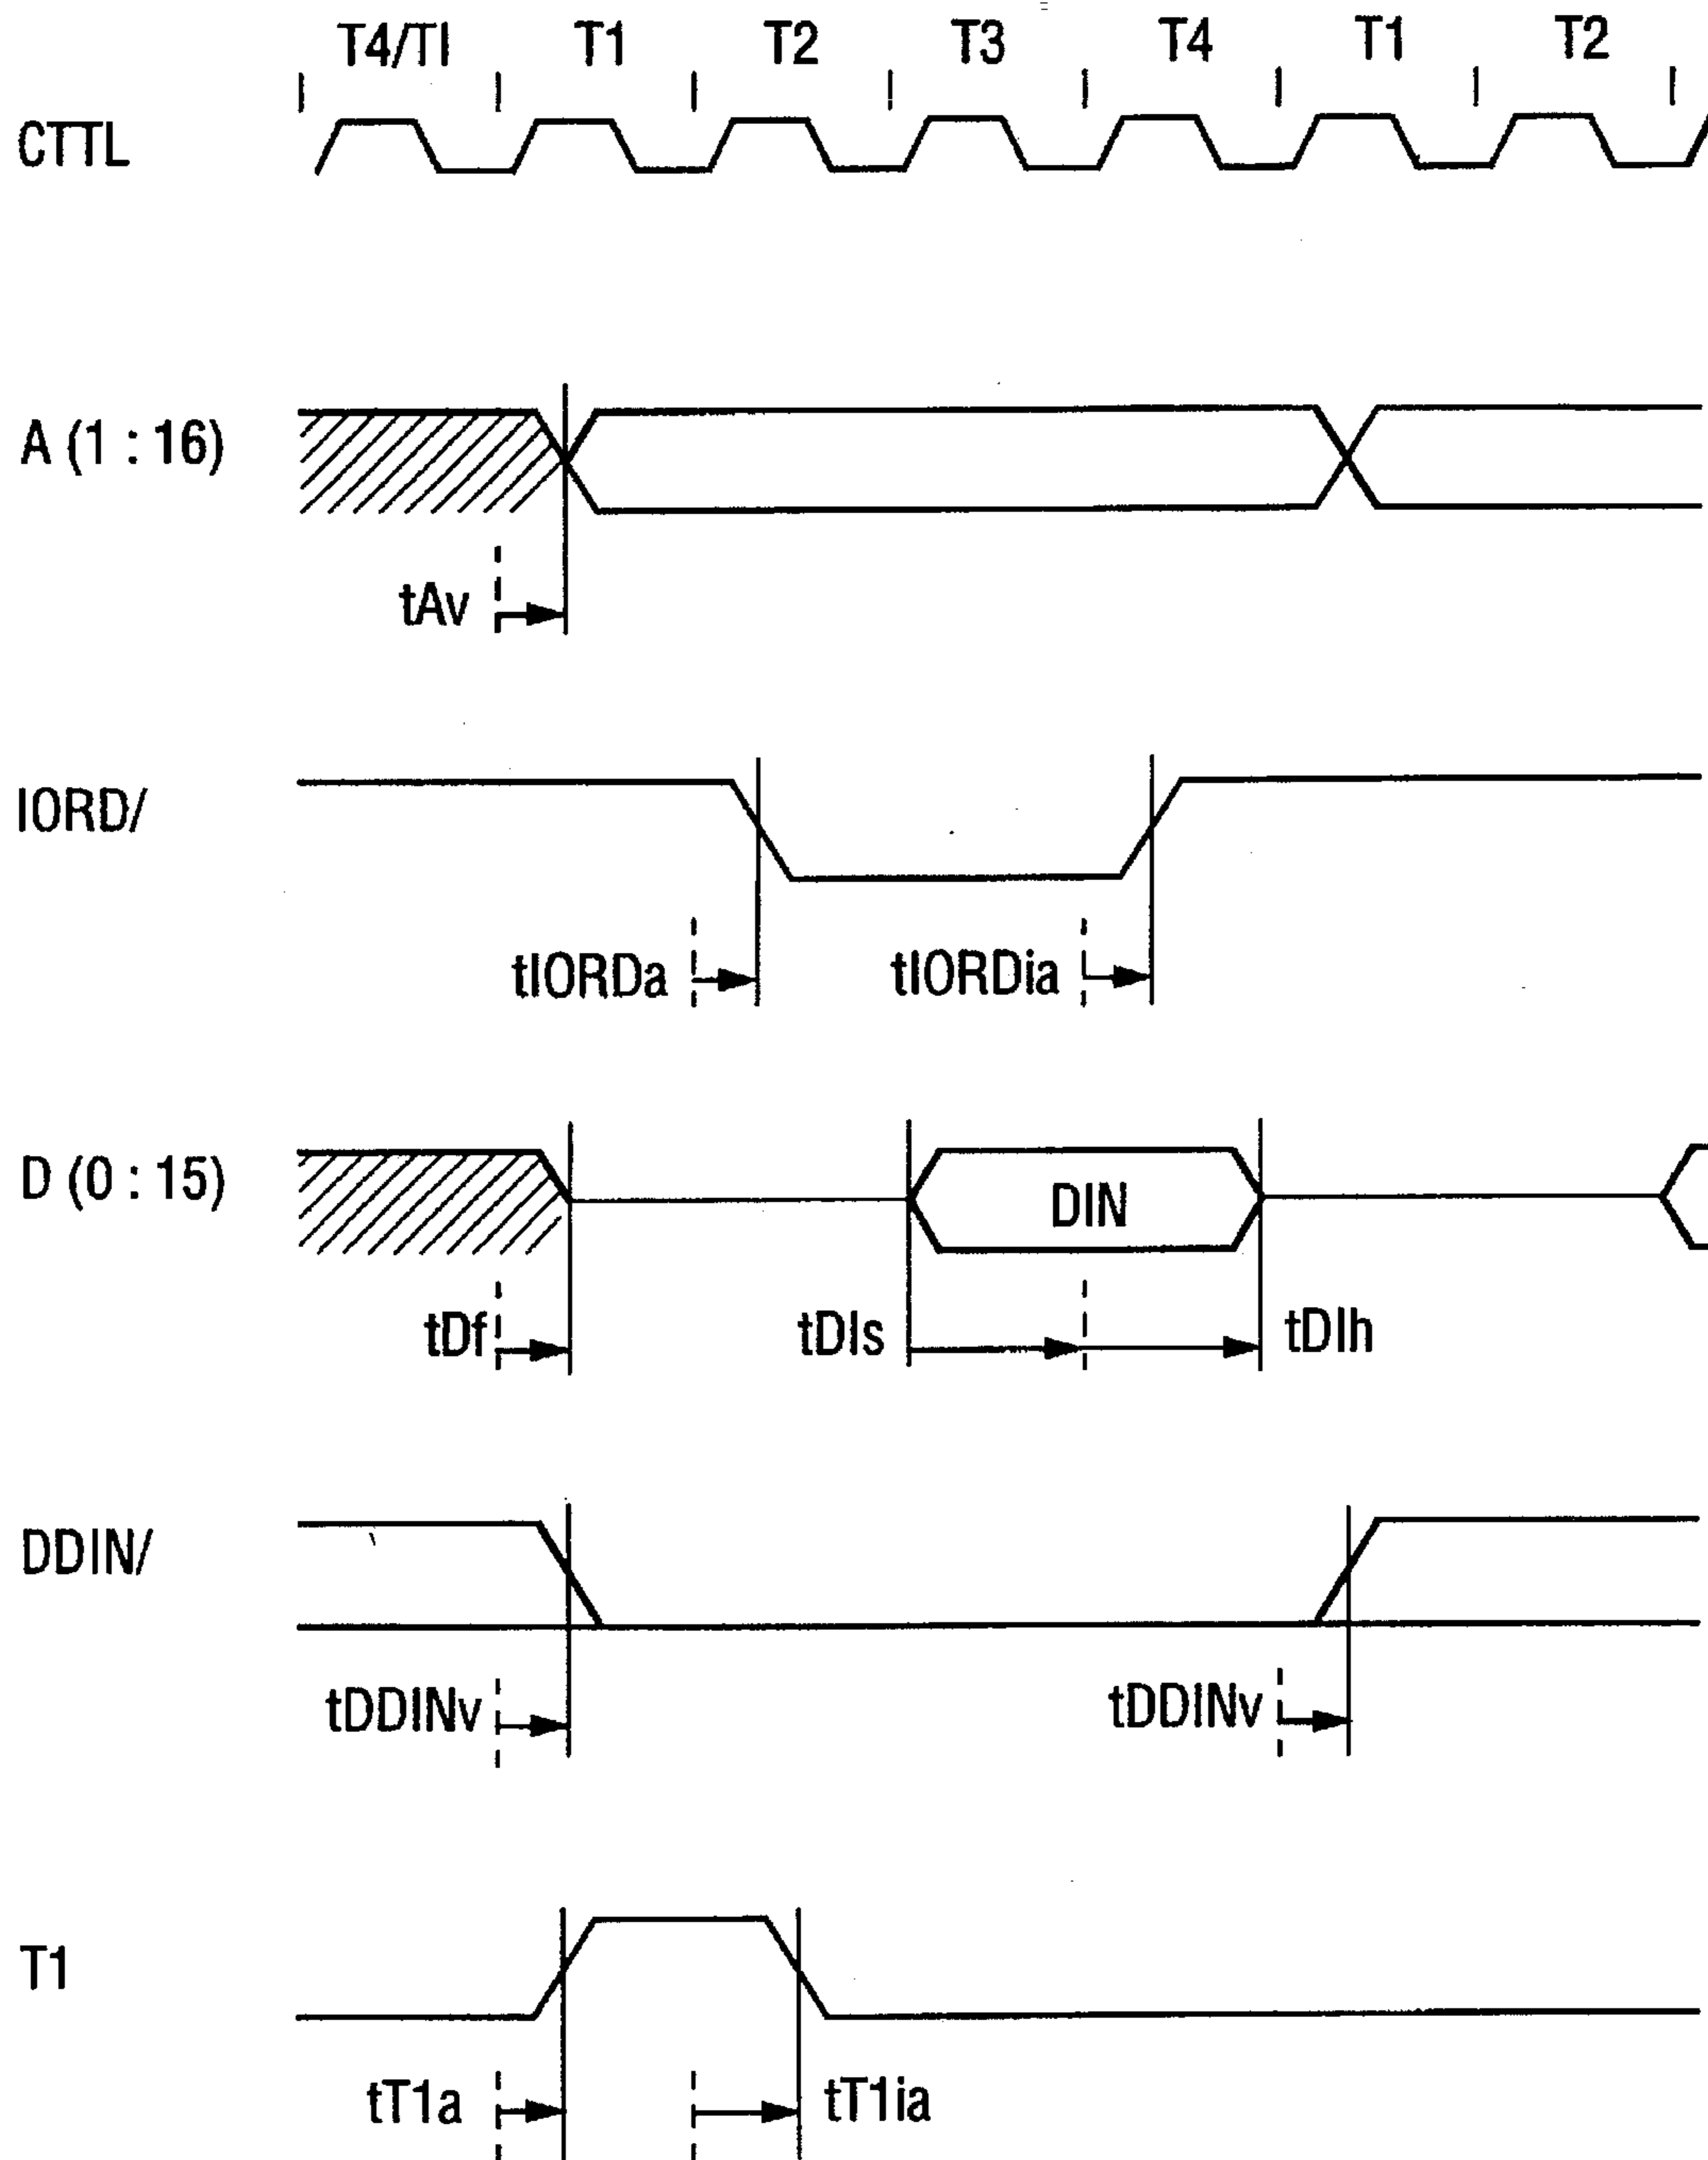 T4/TI T1 T2 T3 T4 T1 T2
CTTL
A (1 : 16)
tAv
IORD/
tIORDa tIORDia
D (0 : 15) DIN
tDf tDIs tDIh
DDIN/
tDDINv tDDINv
T1
tT1a tT1ia